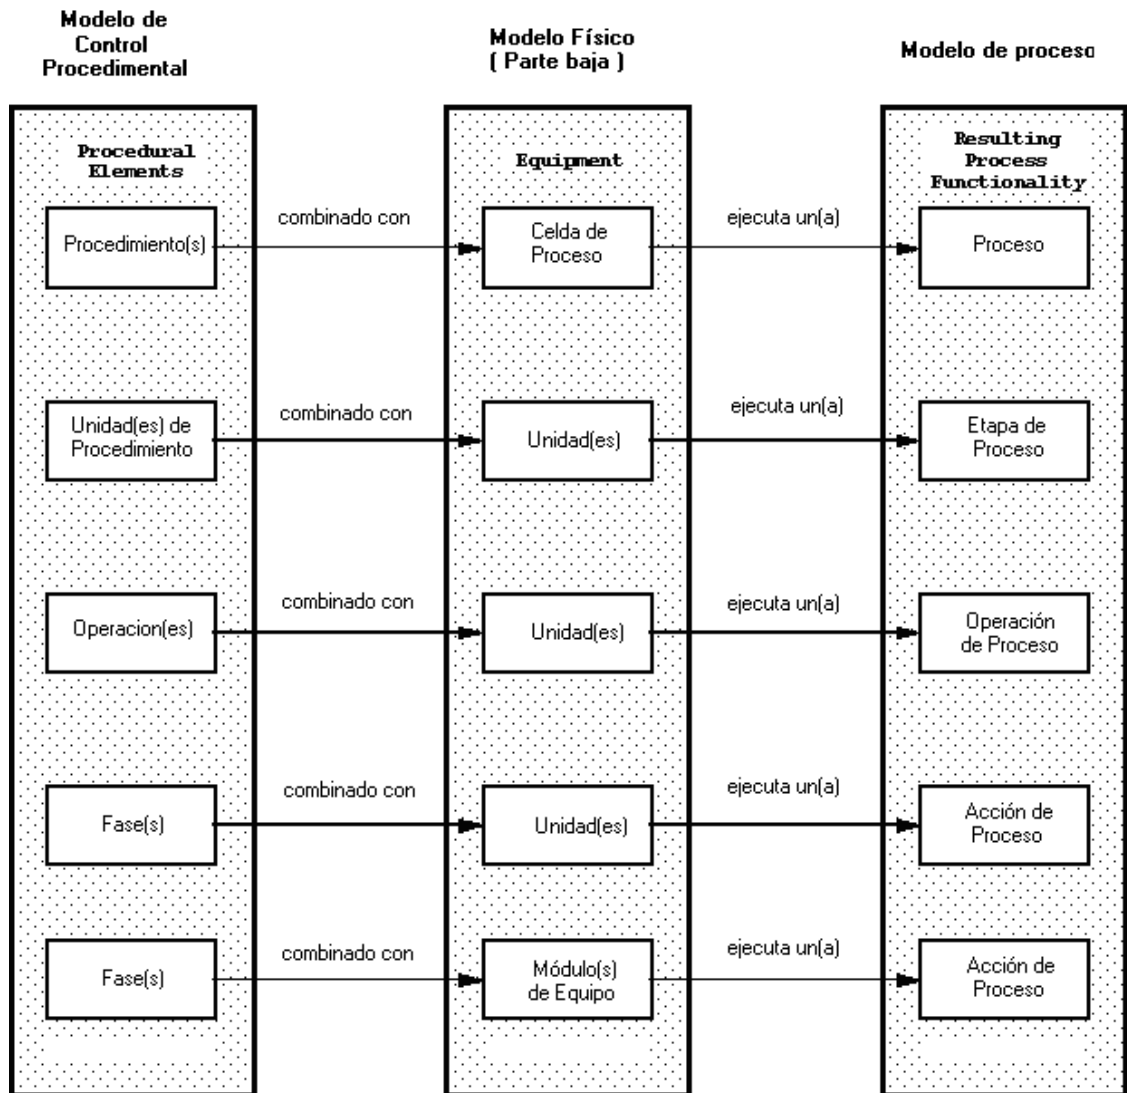 Modelo de
Control
Procedimental
Modelo Físico
( Parte baja )
Modelo de proceso
Procedural
Elements
Equipment
Resulting
Process
Functionality
Procedimiento(s)
combinado con
Celda de
Proceso
ejecuta un(a)
Proceso
Unidad(es) de
Procedimiento
combinado con
Unidad(es)
ejecuta un(a)
Etapa de
Proceso
Operacion(es)
combinado con
Unidad(es)
ejecuta un(a)
Operación
de Proceso
Fase(s)
combinado con
Unidad(es)
ejecuta un(a)
Acción de
Proceso
Fase(s)
combinado con
Módulo(s)
de Equipo
ejecuta un(a)
Acción de
Proceso